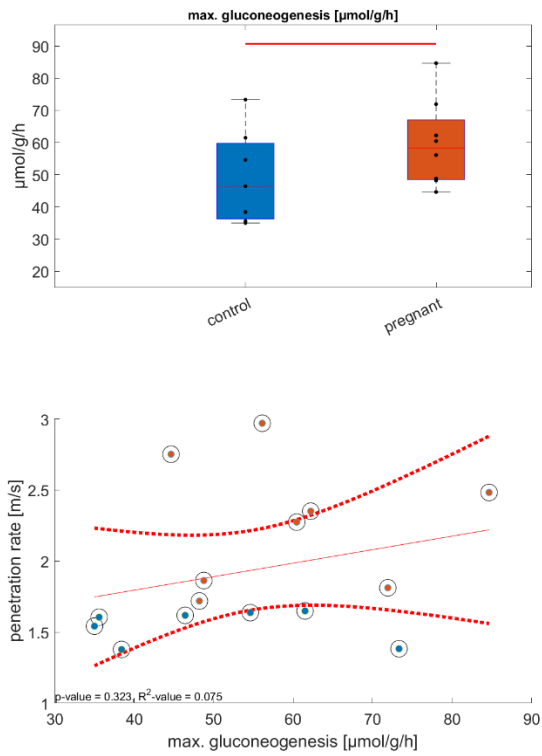 max. gluconeogenesis [µmol/g/h]
µmol/g/h
90
80
70
60
50
40
30
20
control
pregnant
penetration rate [m/s]
3
2.5
2
1.5
1
p-value = 0.323, R²-value = 0.075
30 40 50 60 70 80 90
max. gluconeogenesis [µmol/g/h]